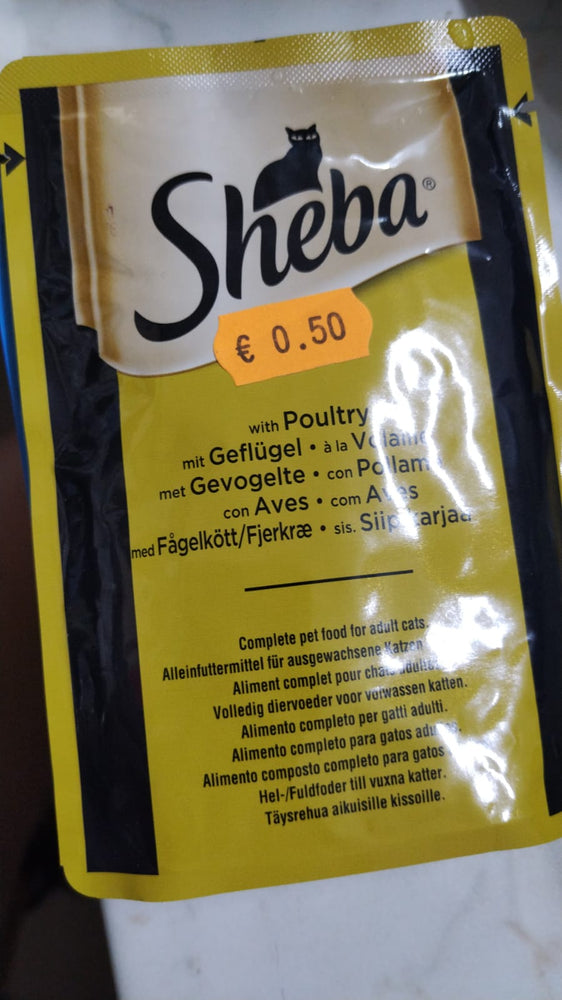 Sheba®
€ 0.50
with Poultry
mit Geflügel • à la
met Gevogelte • con
con Aves • com Aves
med Fågelkött/Fjerkræ • sis.
Complete pet food for adult cats.
Alleinfuttermittel für ausgewachsene Katzen
Aliment complet pour chats
Volledig diervoeder voor volwassen katten.
Alimento completo per gatti adulti.
Alimento completo para gatos
Alimento composto completo para gatos
Hel-/Fuldfoder till vuxna katter.
Täysrehua aikuisille kissoille.